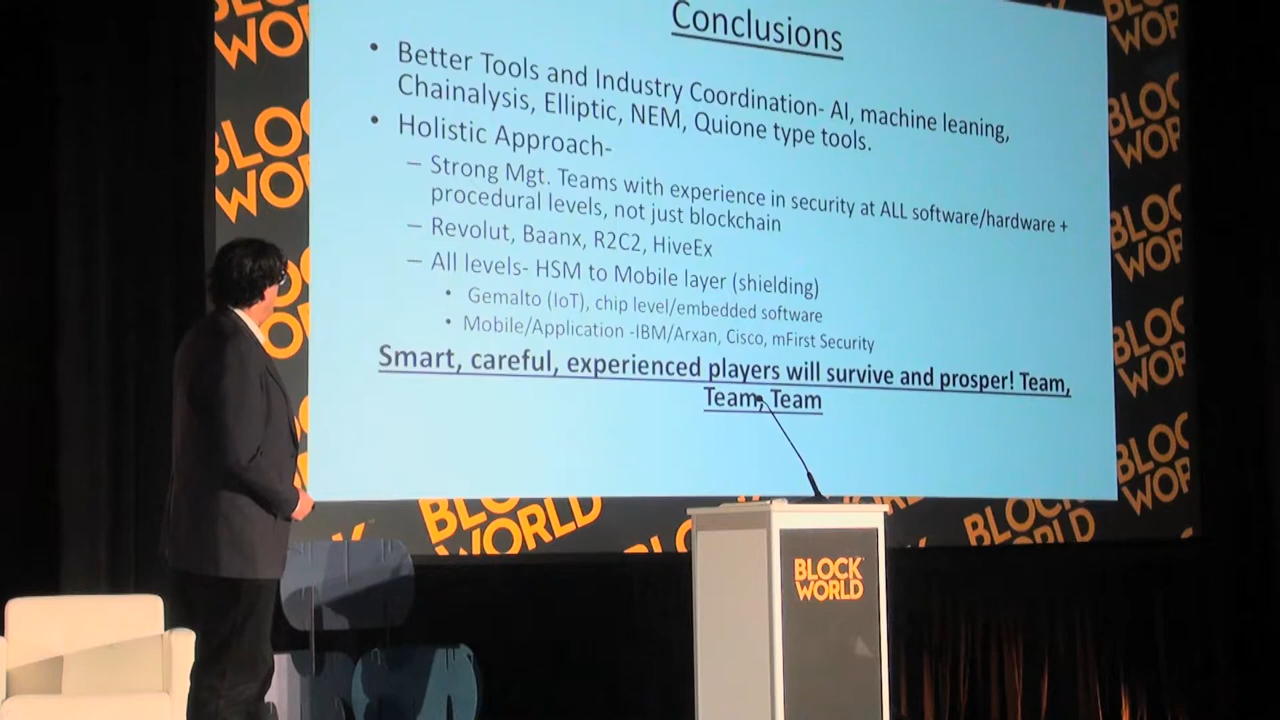 Conclusions
• Better Tools and Industry Coordination- AI, machine leaning,
Chainalysis, Elliptic, NEM, Quione type tools.
• Holistic Approach-
– Strong Mgt. Teams with experience in security at ALL software/hardware +
procedural levels, not just blockchain
– Revolut, Baanx, R2C2, HiveEx
– All levels- HSM to Mobile layer (shielding)
• Gemalto (IoT), chip level/embedded software
• Mobile/Application -IBM/Arxan, Cisco, mFirst Security
Smart, careful, experienced players will survive and prosper! Team,
Team, Team
BLOCK
WORLD
BLOCK
WORLD